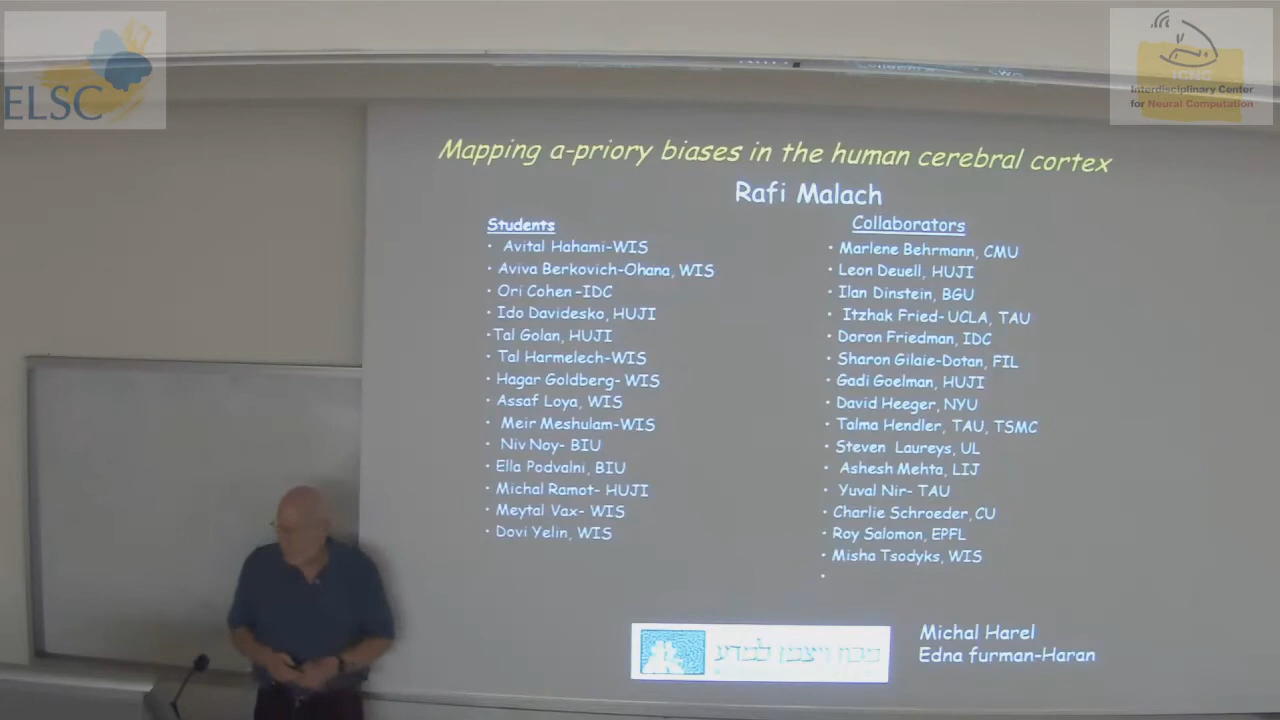 ELSC
ICNC
Interdisciplinary Center
for Neural Computation
Mapping a-priory biases in the human cerebral cortex
Rafi Malach
Students
• Avital Hahami-WIS
• Aviva Berkovich-Ohana, WIS
• Ori Cohen-IDC
• Ido Davidesko, HUJI
• Tal Golan, HUJI
• Tal Harmelech-WIS
• Hagar Goldberg- WIS
• Assaf Loya, WIS
• Meir Meshulam-WIS
• Niv Noy- BIU
• Ella Podvalni, BIU
• Michal Ramot- HUJI
• Meytal Vax- WIS
• Dovi Yelin, WIS
Collaborators
• Marlene Behrmann, CMU
• Leon Deuell, HUJI
• Ilan Dinstein, BGU
• Itzhak Fried- UCLA, TAU
• Doron Friedman, IDC
• Sharon Gilaie-Dotan, FIL
• Gadi Goelman, HUJI
• David Heeger, NYU
• Talma Hendler, TAU, TSMC
• Steven Laureys, UL
• Ashesh Mehta, LIJ
• Yuval Nir- TAU
• Charlie Schroeder, CU
• Roy Salomon, EPFL
• Misha Tsodyks, WIS
•
מכון ויצמן למדע
Michal Harel
Edna furman-Haran